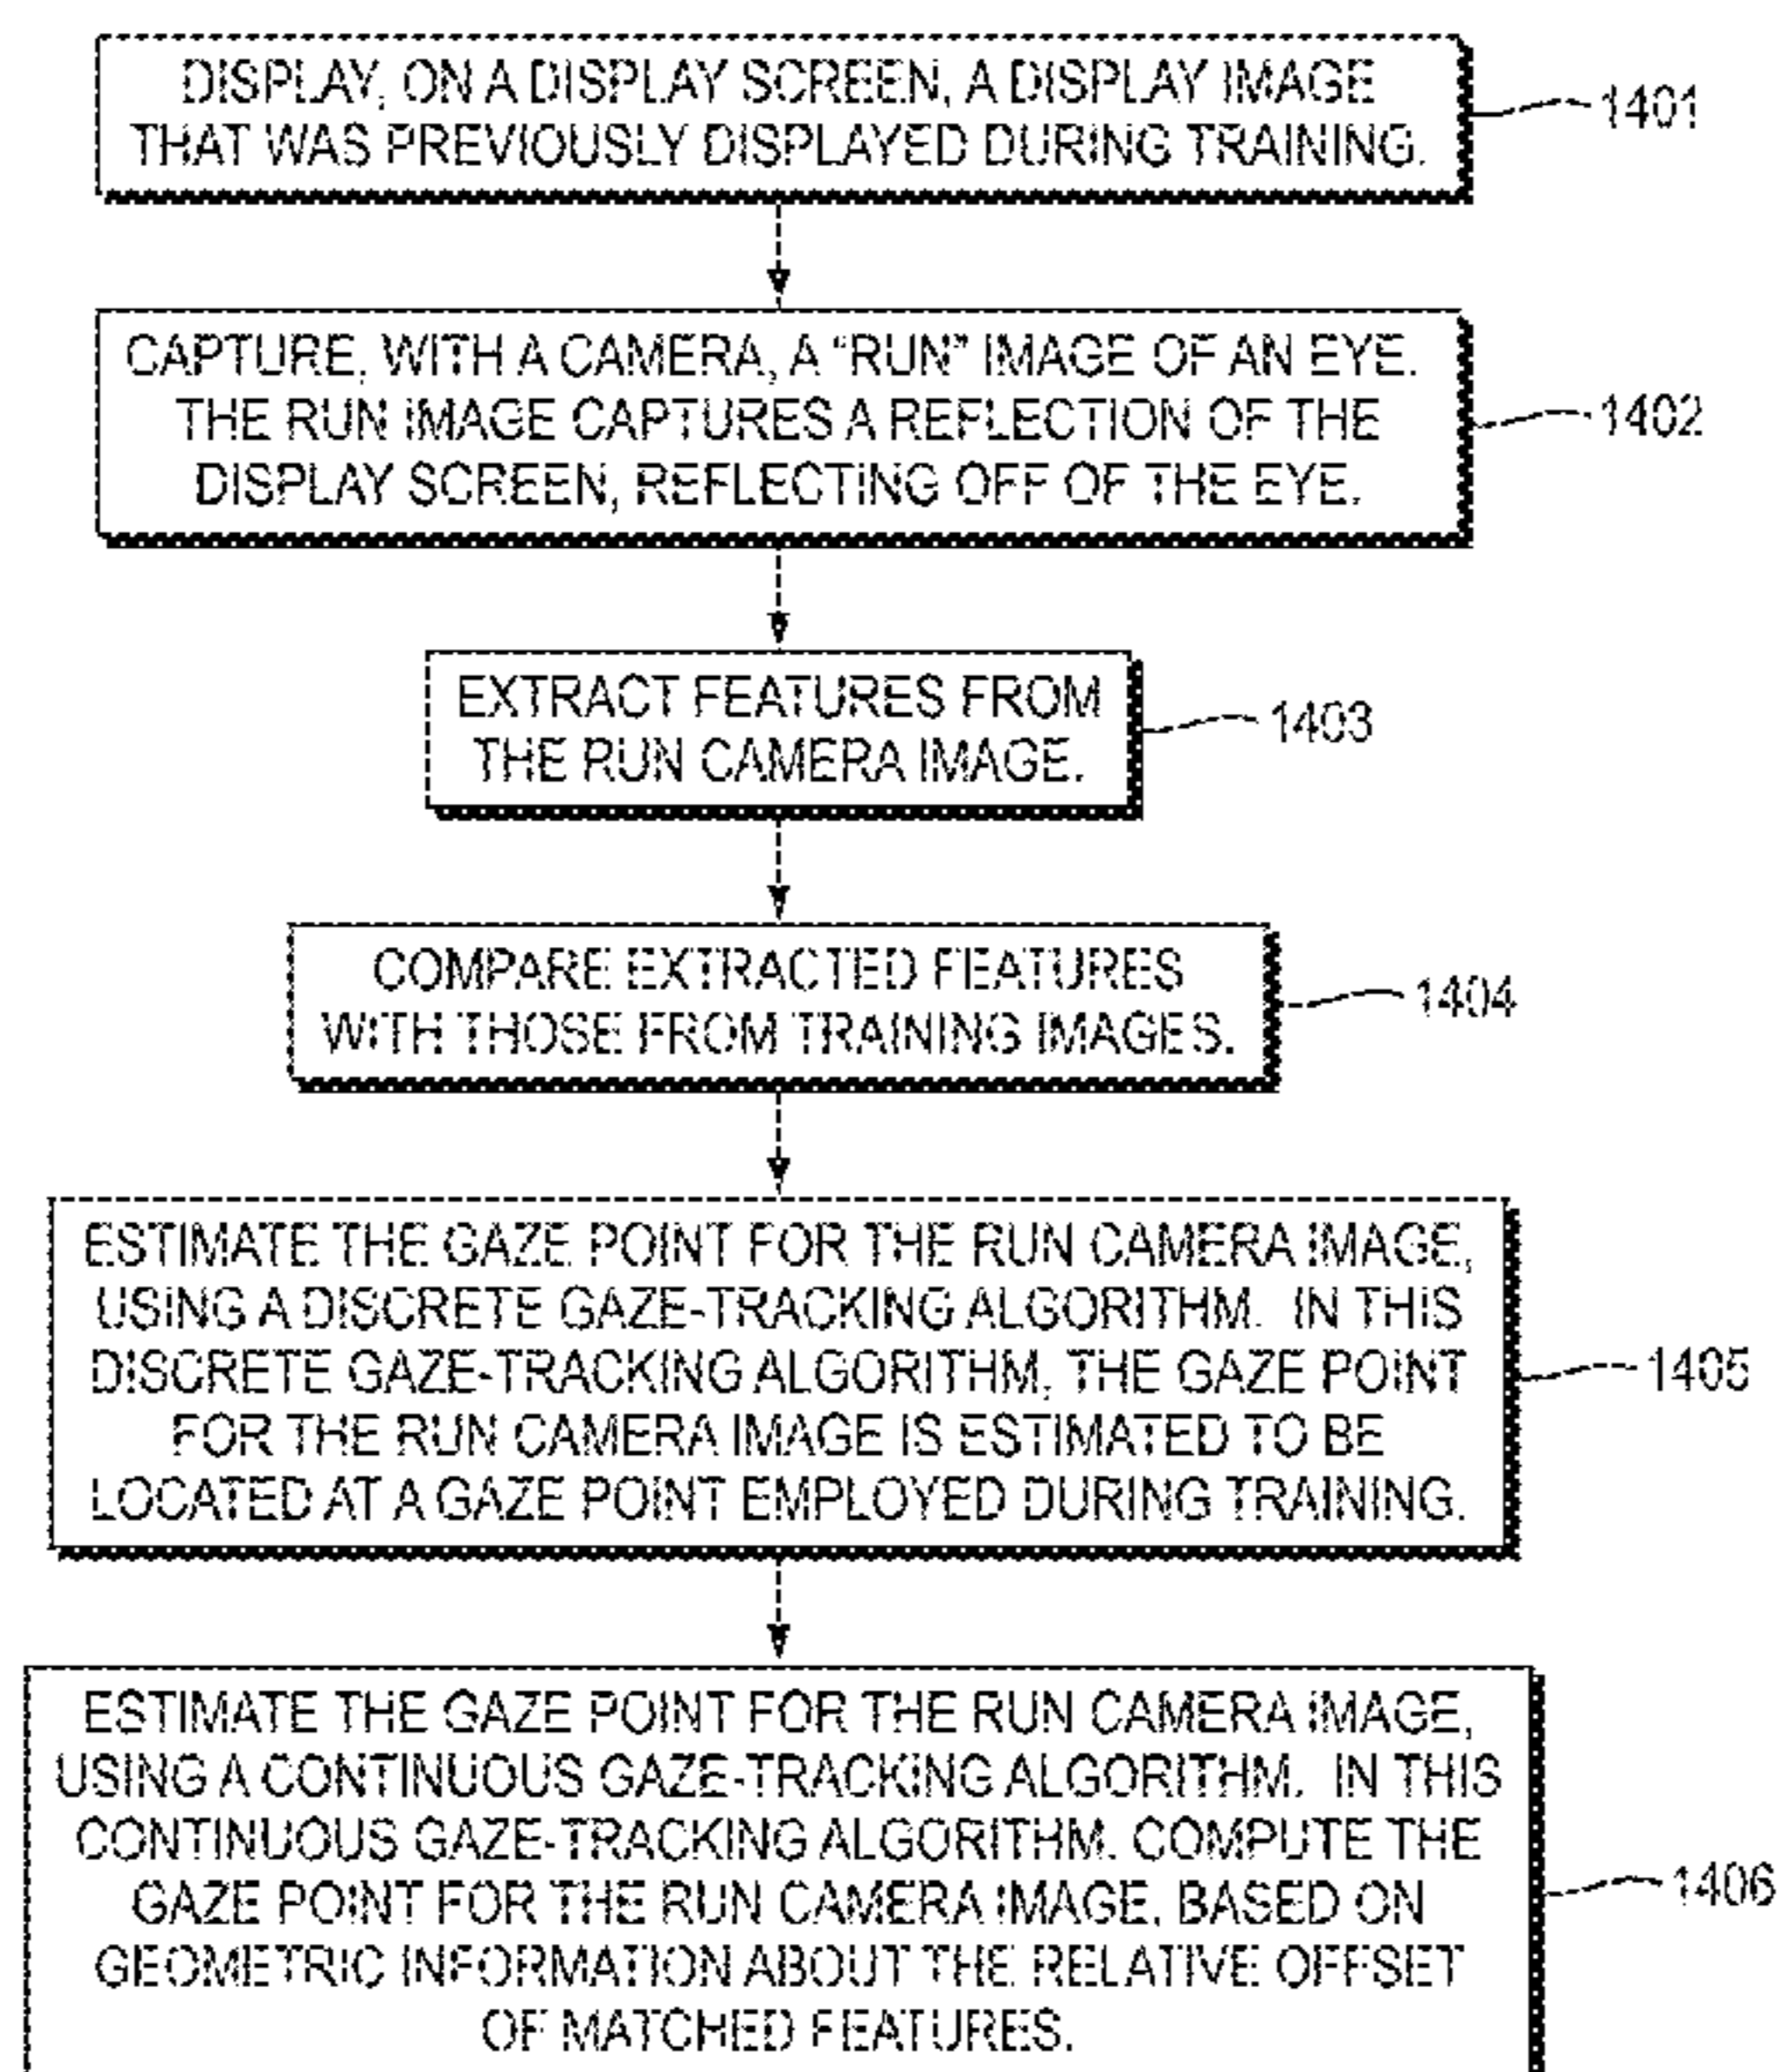 DISPLAY, ON A DISPLAY SCREEN, A DISPLAY IMAGE
THAT WAS PREVIOUSLY DISPLAYED DURING TRAINING.
1401
CAPTURE, WITH A CAMERA, A “RUN” IMAGE OF AN EYE.
THE RUN IMAGE CAPTURES A REFLECTION OF THE
DISPLAY SCREEN, REFLECTING OFF OF THE EYE.
1402
EXTRACT FEATURES FROM
THE RUN CAMERA IMAGE.
1403
COMPARE EXTRACTED FEATURES
WITH THOSE FROM TRAINING IMAGES.
1404
ESTIMATE THE GAZE POINT FOR THE RUN CAMERA IMAGE,
USING A DISCRETE GAZE-TRACKING ALGORITHM. IN THIS
DISCRETE GAZE-TRACKING ALGORITHM, THE GAZE POINT
FOR THE RUN CAMERA IMAGE IS ESTIMATED TO BE
LOCATED AT A GAZE POINT EMPLOYED DURING TRAINING.
1405
ESTIMATE THE GAZE POINT FOR THE RUN CAMERA IMAGE,
USING A CONTINUOUS GAZE-TRACKING ALGORITHM. IN THIS
CONTINUOUS GAZE-TRACKING ALGORITHM, COMPUTE THE
GAZE POINT FOR THE RUN CAMERA IMAGE, BASED ON
GEOMETRIC INFORMATION ABOUT THE RELATIVE OFFSET
OF MATCHED FEATURES.
1406